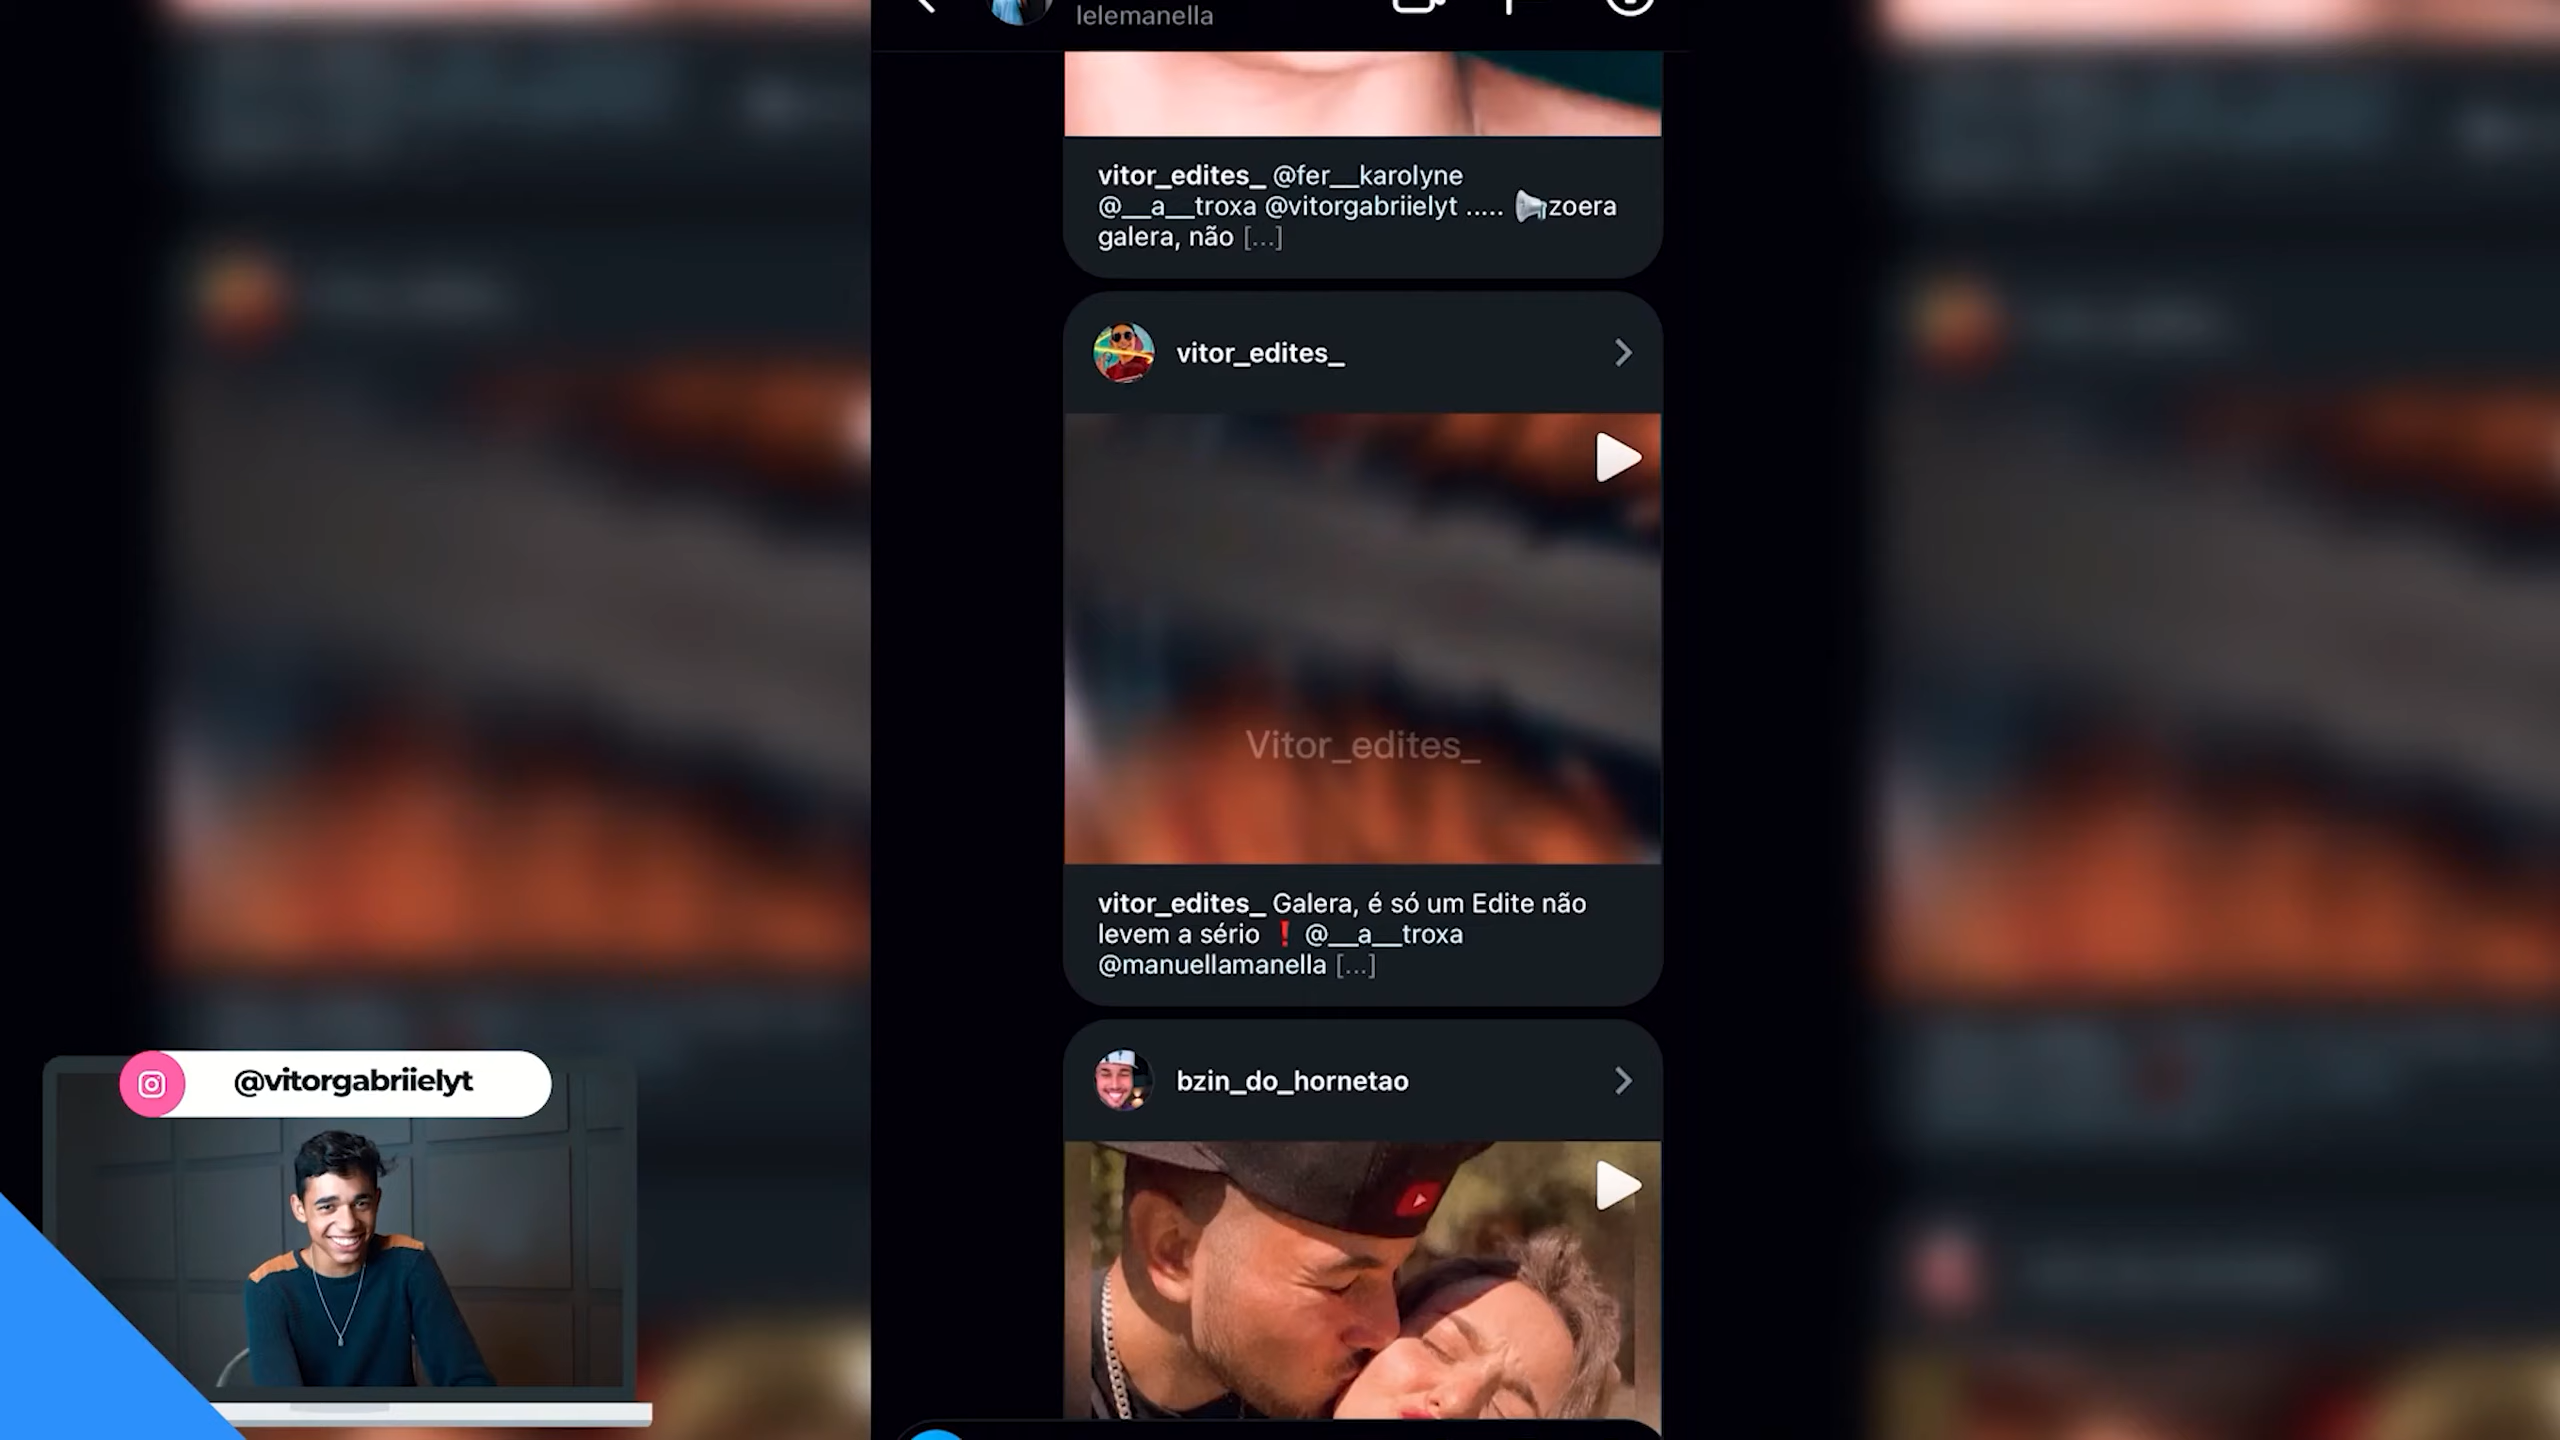 lelemanella
vitor_edites_ @fer__karolyne
@__a__troxa @vitorgabriielyt ..... zoera
galera, não [...]
vitor_edites_
Vitor_edites_
vitor_edites_ Galera, é só um Edite não
levem a sério ❗ @__a__troxa
@manuellamanella [...]
bzin_do_hornetao
@vitorgabriielyt